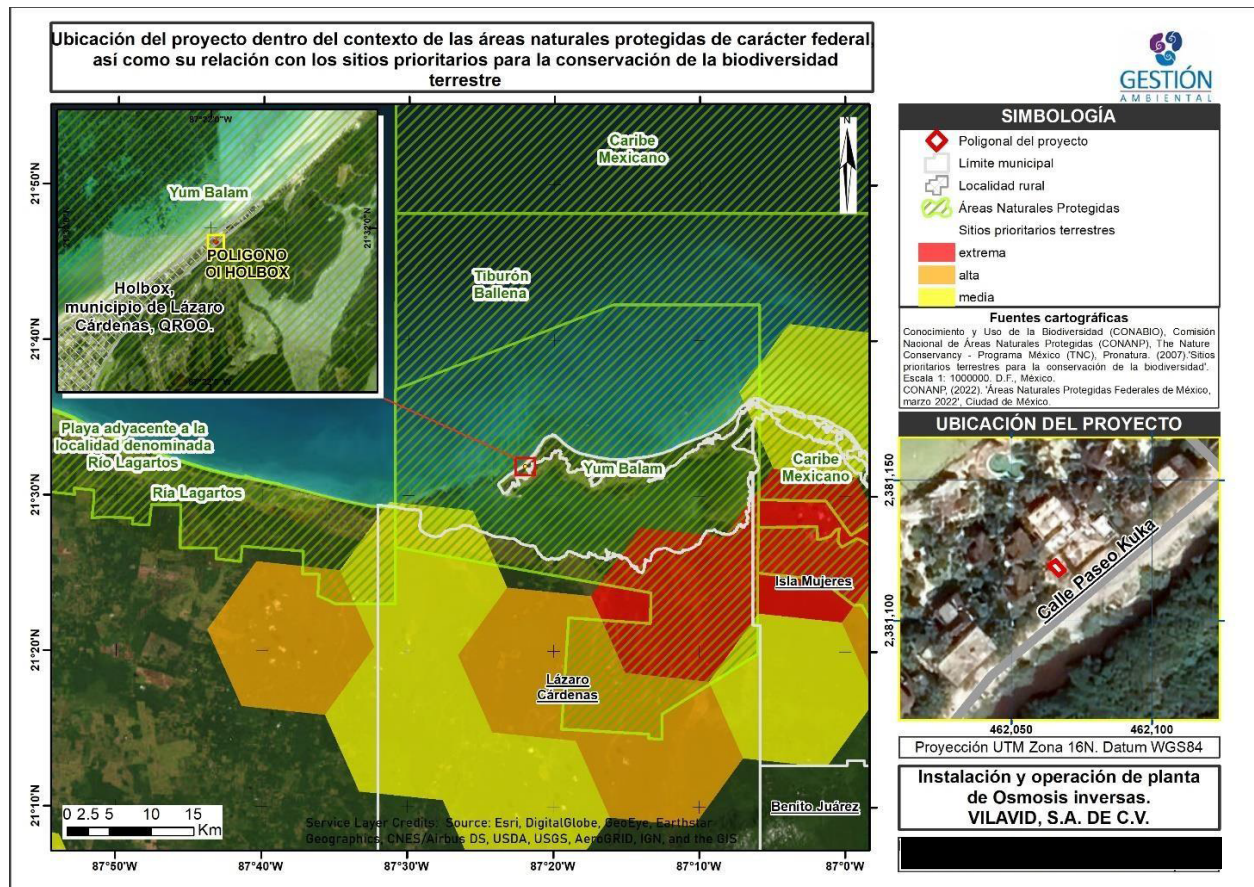 Ubicación del proyecto dentro del contexto de las áreas naturales protegidas de carácter federal,
así como su relación con los sitios prioritarios para la conservación de la biodiversidad
terrestre
GESTIÓN
AMBIENTAL
87°22'0"W
Yum Balam
21°32'0"N
POLIGONO
OI HOLBOX
Holbox,
municipio de Lázaro
Cárdenas, QROO.
Caribe
Mexicano
N
Tiburón
Ballena
Playa adyacente a la
localidad denominada
Río Lagartos
Ría Lagartos
Yum Balam
Caribe
Mexicano
Isla Mujeres
Lázaro
Cárdenas
Benito Juárez
21°50'N
21°40'N
21°30'N
21°20'N
21°10'N
0 2.5 5 10 15
Km
Service Layer Credits: Source: Esri, DigitalGlobe, GeoEye, Earthstar
Geographics, CNES/Airbus DS, USDA, USGS, AeroGRID, IGN, and the GIS
87°50'W
87°40'W
87°30'W
87°20'W
87°10'W
87°0'W
SIMBOLOGÍA
Poligonal del proyecto
Límite municipal
Localidad rural
Áreas Naturales Protegidas
Sitios prioritarios terrestres
extrema
alta
media
Fuentes cartográficas
Conocimiento y Uso de la Biodiversidad (CONABIO), Comisión
Nacional de Áreas Naturales Protegidas (CONANP), The Nature
Conservancy - Programa México (TNC), Pronatura. (2007).'Sitios
prioritarios terrestres para la conservación de la biodiversidad'.
Escala 1: 1000000. D.F., México.
CONANP, (2022). 'Áreas Naturales Protegidas Federales de México,
marzo 2022', Ciudad de México.
UBICACIÓN DEL PROYECTO
2,381,150
2,381,100
Calle Paseo Kuka
462,050
462,100
Proyección UTM Zona 16N. Datum WGS84
Instalación y operación de planta
de Osmosis inversas.
VILAVID, S.A. DE C.V.